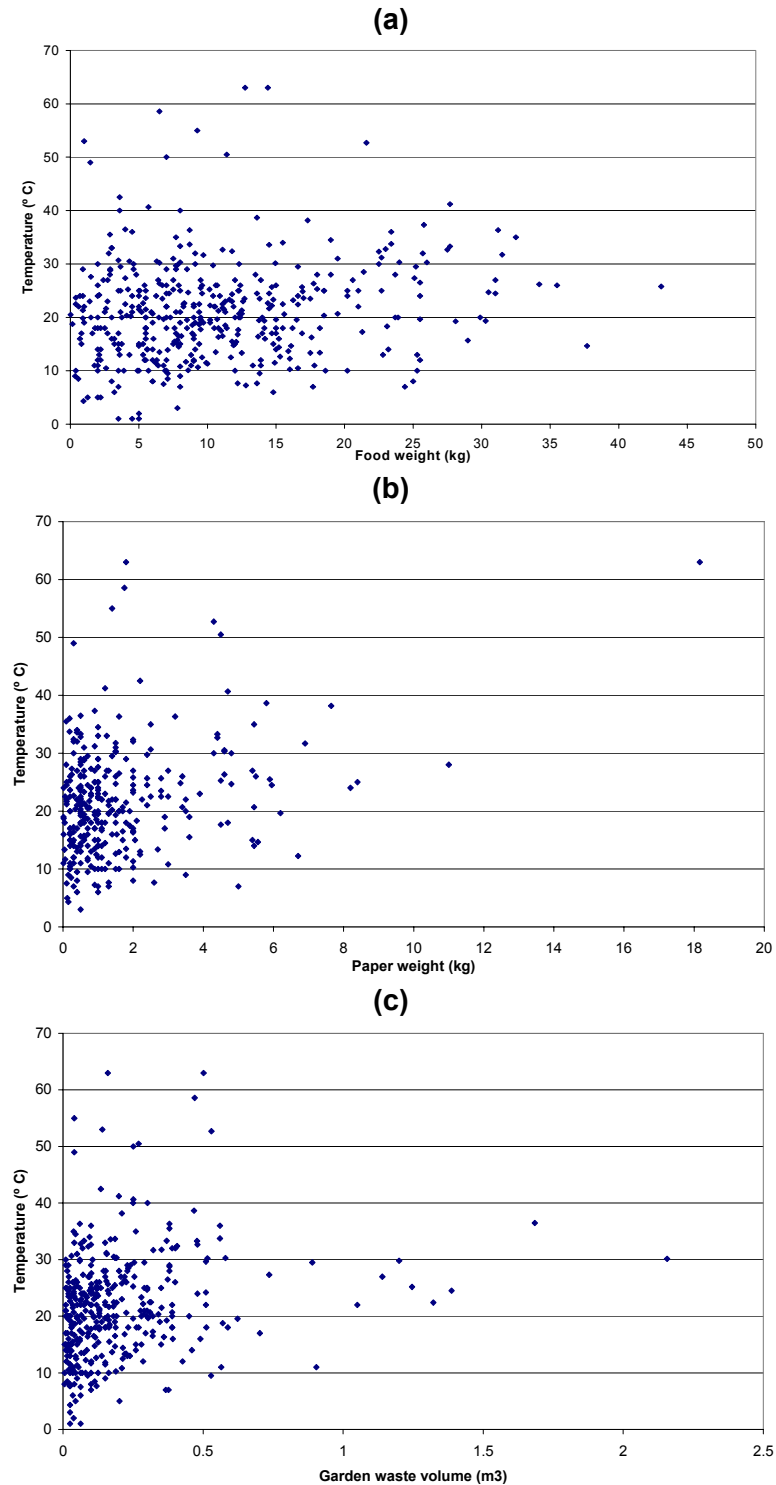 (a)
70
60
50
40
30
20
10
0
Temperature (º C)
0 5 10 15 20 25 30 35 40 45 50
Food weight (kg)
(b)
70
60
50
40
30
20
10
0
Temperature (º C)
0 2 4 6 8 10 12 14 16 18 20
Paper weight (kg)
(c)
70
60
50
40
30
20
10
0
Temperature (º C)
0 0.5 1 1.5 2 2.5
Garden waste volume (m3)